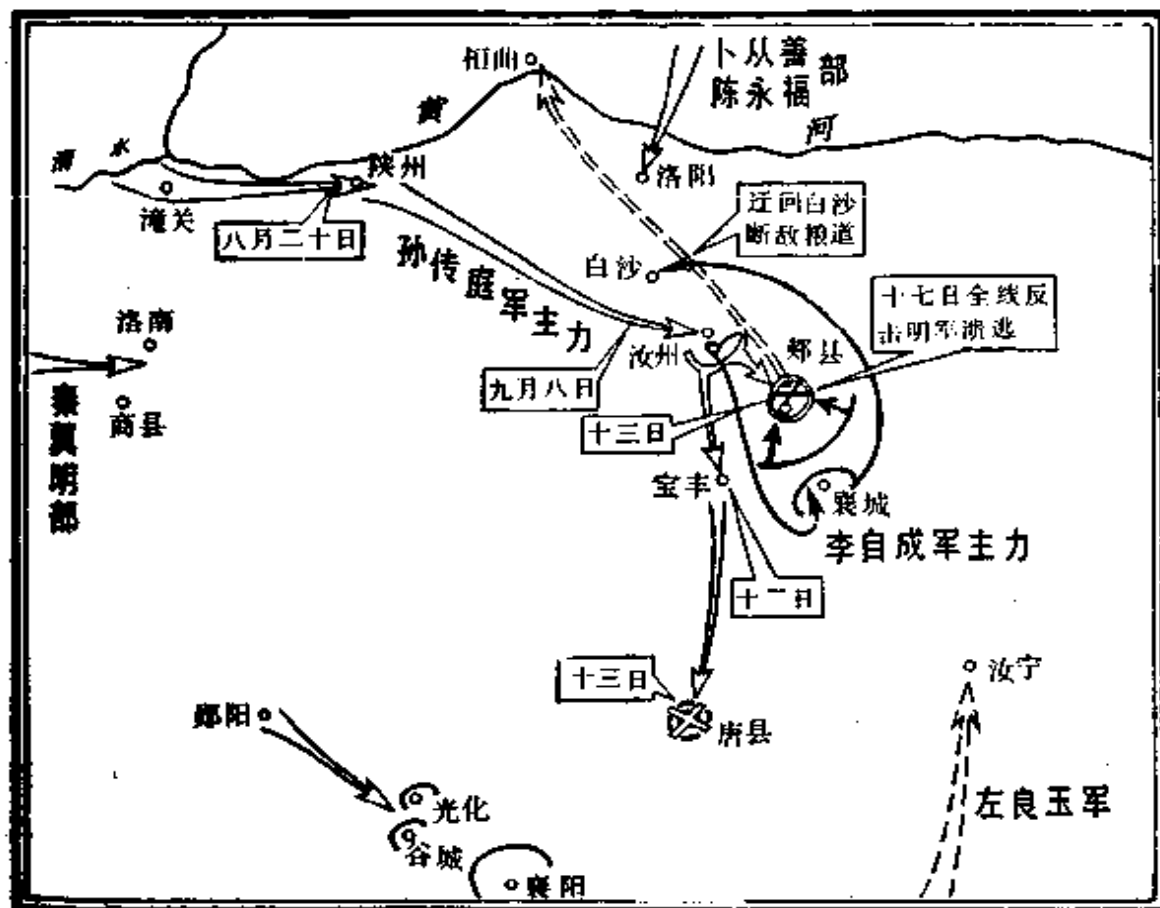 垣曲
卜从善
陈永福
部
黄
河
渭水
陕州
洛阳
潼关
八月二十日
迂回白沙
断敌粮道
孙传庭军主力
白沙
十七日全线反
击明军溃逃
洛南
汝州
郏县
九月八日
商县
十三日
秦翼明部
宝丰
襄城
李自成军主力
十二日
汝宁
十三日
唐县
郧阳
光化
左良玉军
谷城
襄阳